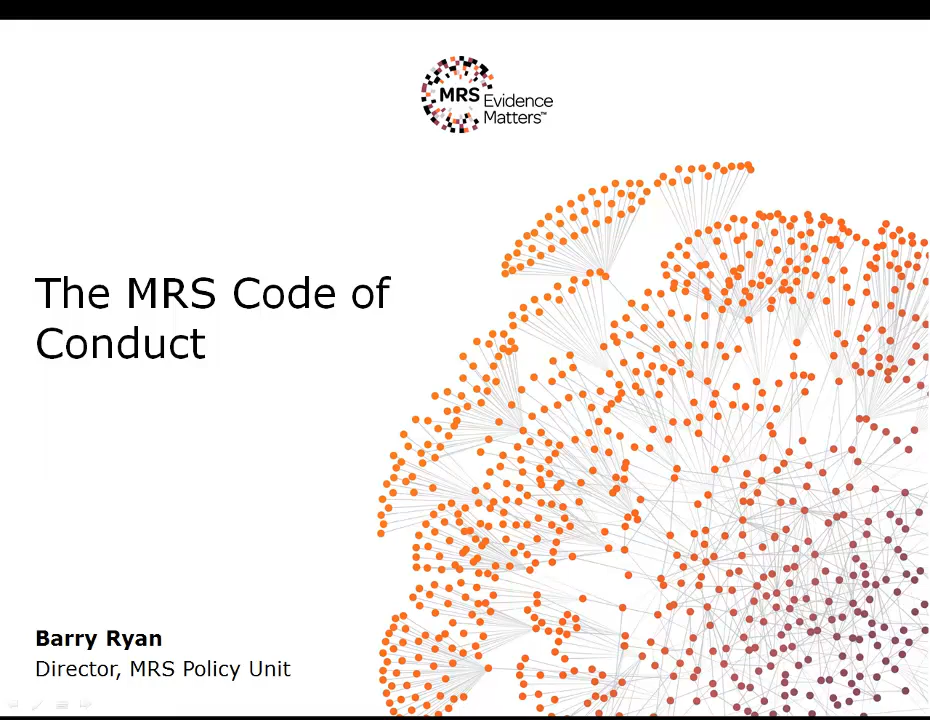 MRS Evidence
Matters™
The MRS Code of
Conduct
Barry Ryan
Director, MRS Policy Unit